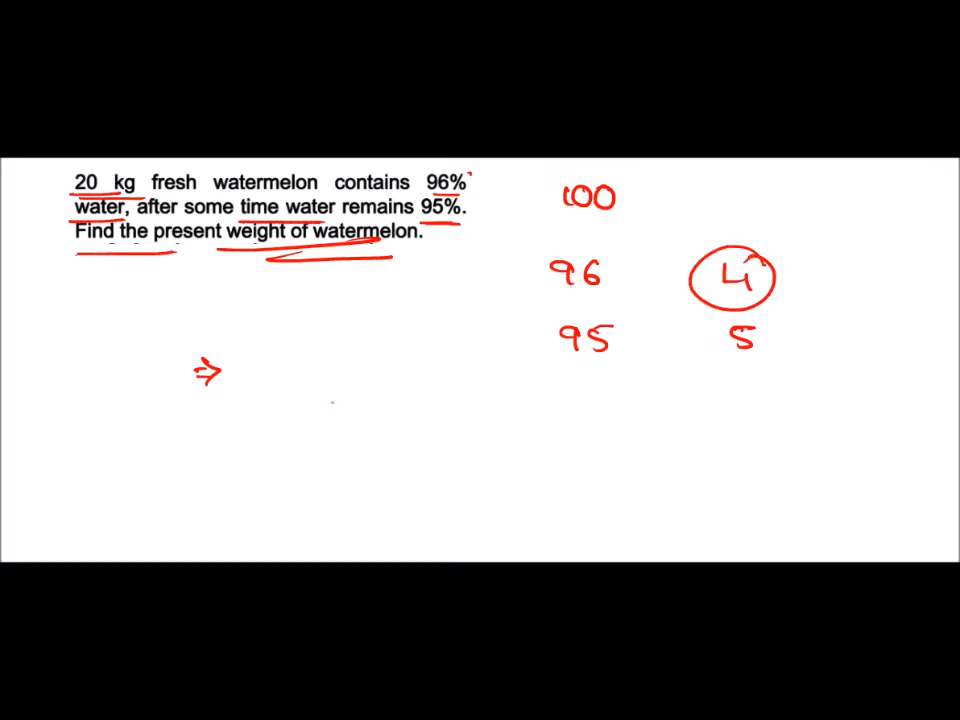 20 kg fresh watermelon contains 96%
water, after some time water remains 95%.
Find the present weight of watermelon.
100
96 4
95 5
⇒